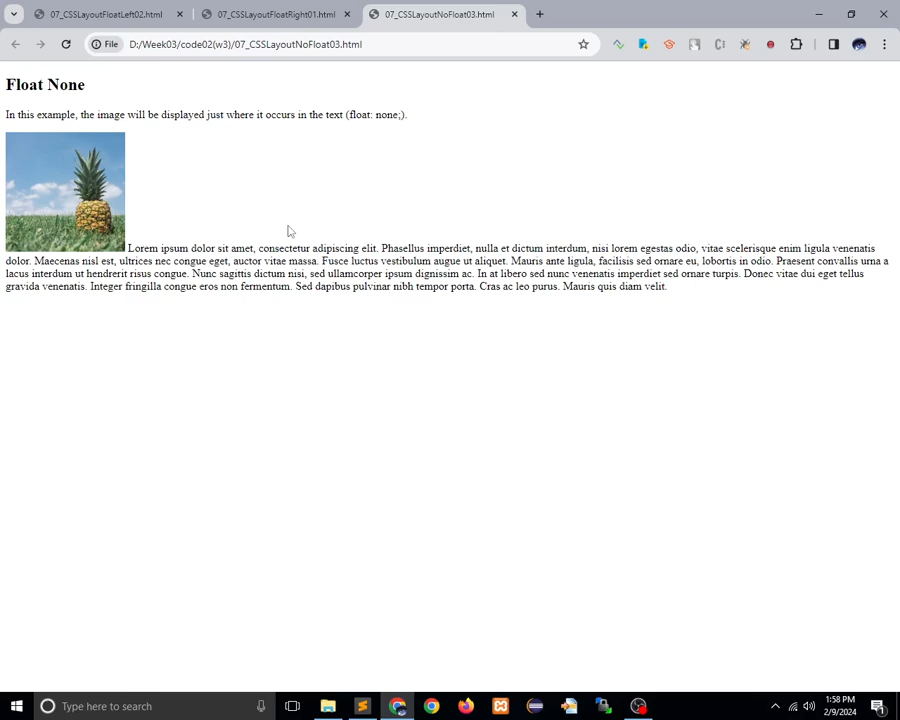 07_CSSLayoutFloatLeft02.html
07_CSSLayoutFloatRight01.html
07_CSSLayoutNoFloat03.html
File
D:/Week03/code02(w3)/07_CSSLayoutNoFloat03.html
Float None
In this example, the image will be displayed just where it occurs in the text (float: none;).
Lorem ipsum dolor sit amet, consectetur adipiscing elit. Phasellus imperdiet, nulla et dictum interdum, nisi lorem egestas odio, vitae scelerisque enim ligula venenatis
dolor. Maecenas nisl est, ultrices nec congue eget, auctor vitae massa. Fusce luctus vestibulum augue ut aliquet. Mauris ante ligula, facilisis sed ornare eu, lobortis in odio. Praesent convallis urna a
lacus interdum ut hendrerit risus congue. Nunc sagittis dictum nisi, sed ullamcorper ipsum dignissim ac. In at libero sed nunc venenatis imperdiet sed ornare turpis. Donec vitae dui eget tellus
gravida venenatis. Integer fringilla congue eros non fermentum. Sed dapibus pulvinar nibh tempor porta. Cras ac leo purus. Mauris quis diam velit.
Type here to search
1:58 PM
2/9/2024
1